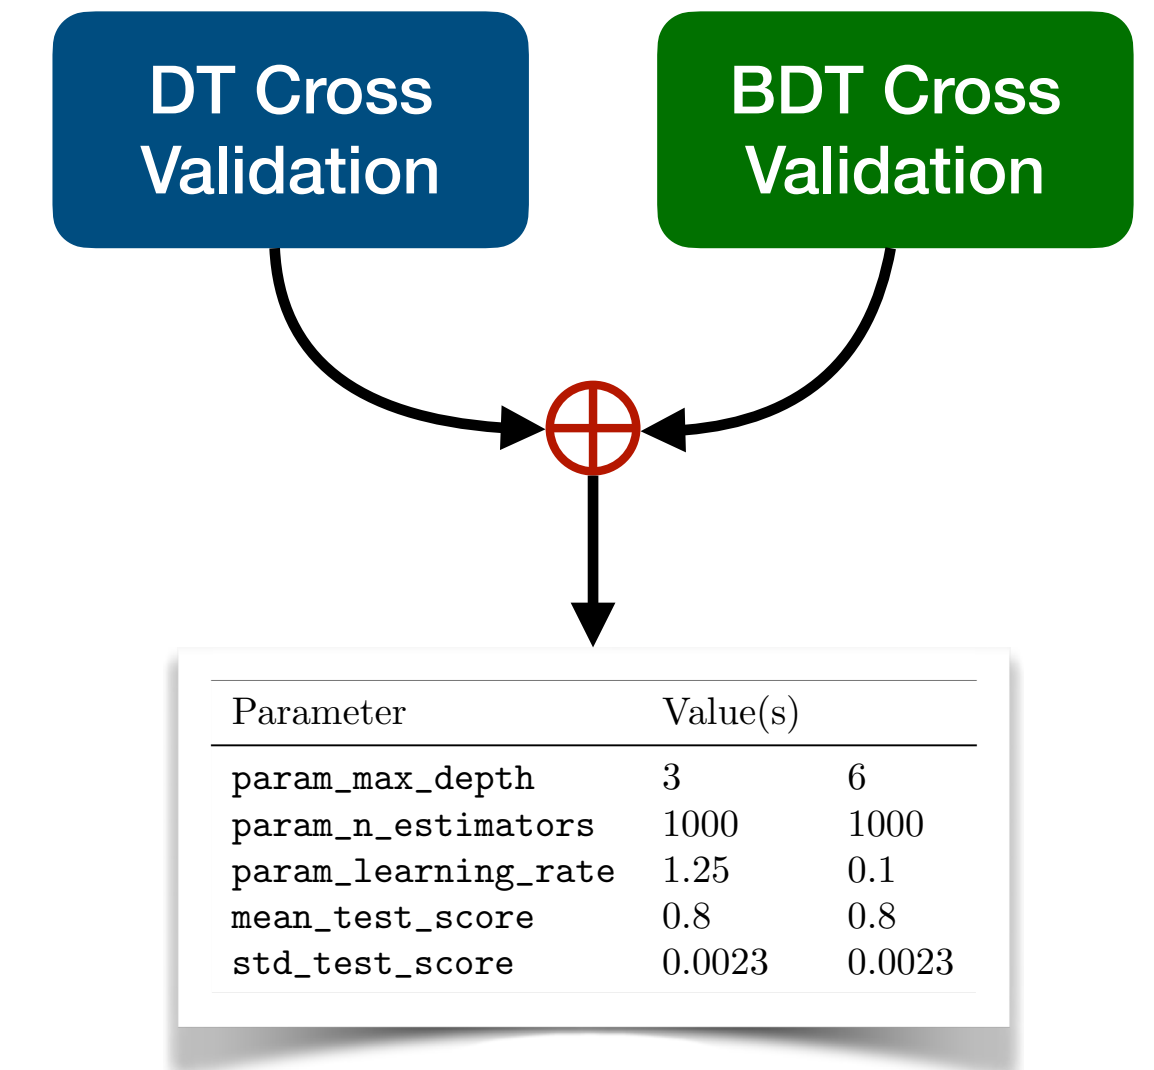 DT Cross
Validation
BDT Cross
Validation
Parameter Value(s)
param_max_depth 3 6
param_n_estimators 1000 1000
param_learning_rate 1.25 0.1
mean_test_score 0.8 0.8
std_test_score 0.0023 0.0023